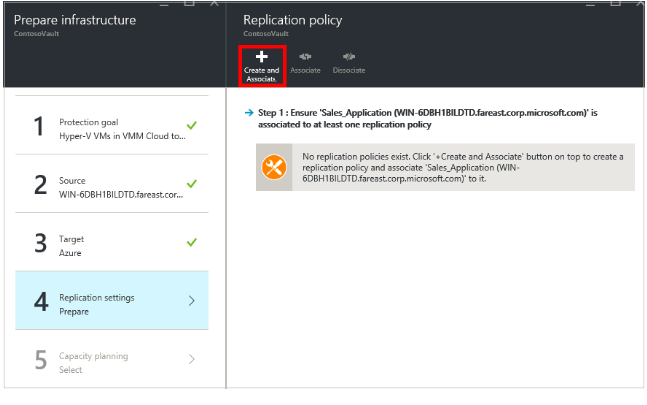 Prepare infrastructure
ContosoVault
1
Protection goal
Hyper-V VMs in VMM Cloud to...
2
Source
WIN-6DBH1BILDTD.fareast.cor...
3
Target
Azure
4
Replication settings
Prepare
5
Capacity planning
Select
Replication policy
ContosoVault
Create and
Associate
Associate
Dissociate
Step 1 : Ensure 'Sales_Application (WIN-6DBH1BILDTD.fareast.corp.microsoft.com)' is
associated to at least one replication policy
No replication policies exist. Click '+Create and Associate' button on top to create a
replication policy and associate 'Sales_Application (WIN-
6DBH1BILDTD.fareast.corp.microsoft.com)' to it.